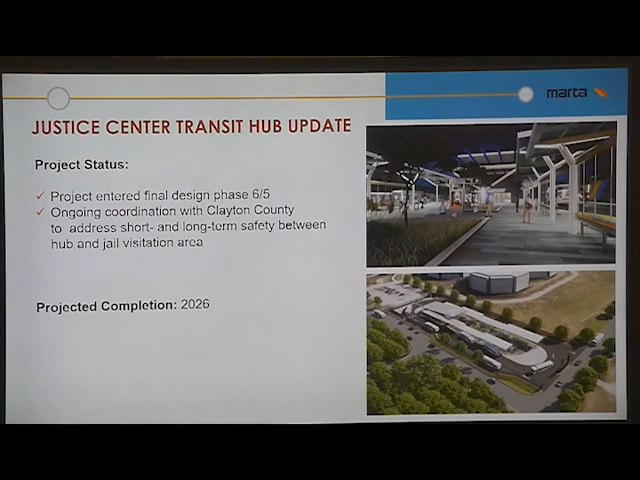 marta
JUSTICE CENTER TRANSIT HUB UPDATE
Project Status:
✓ Project entered final design phase 6/5
✓ Ongoing coordination with Clayton County
to address short- and long-term safety between
hub and jail visitation area
Projected Completion: 2026